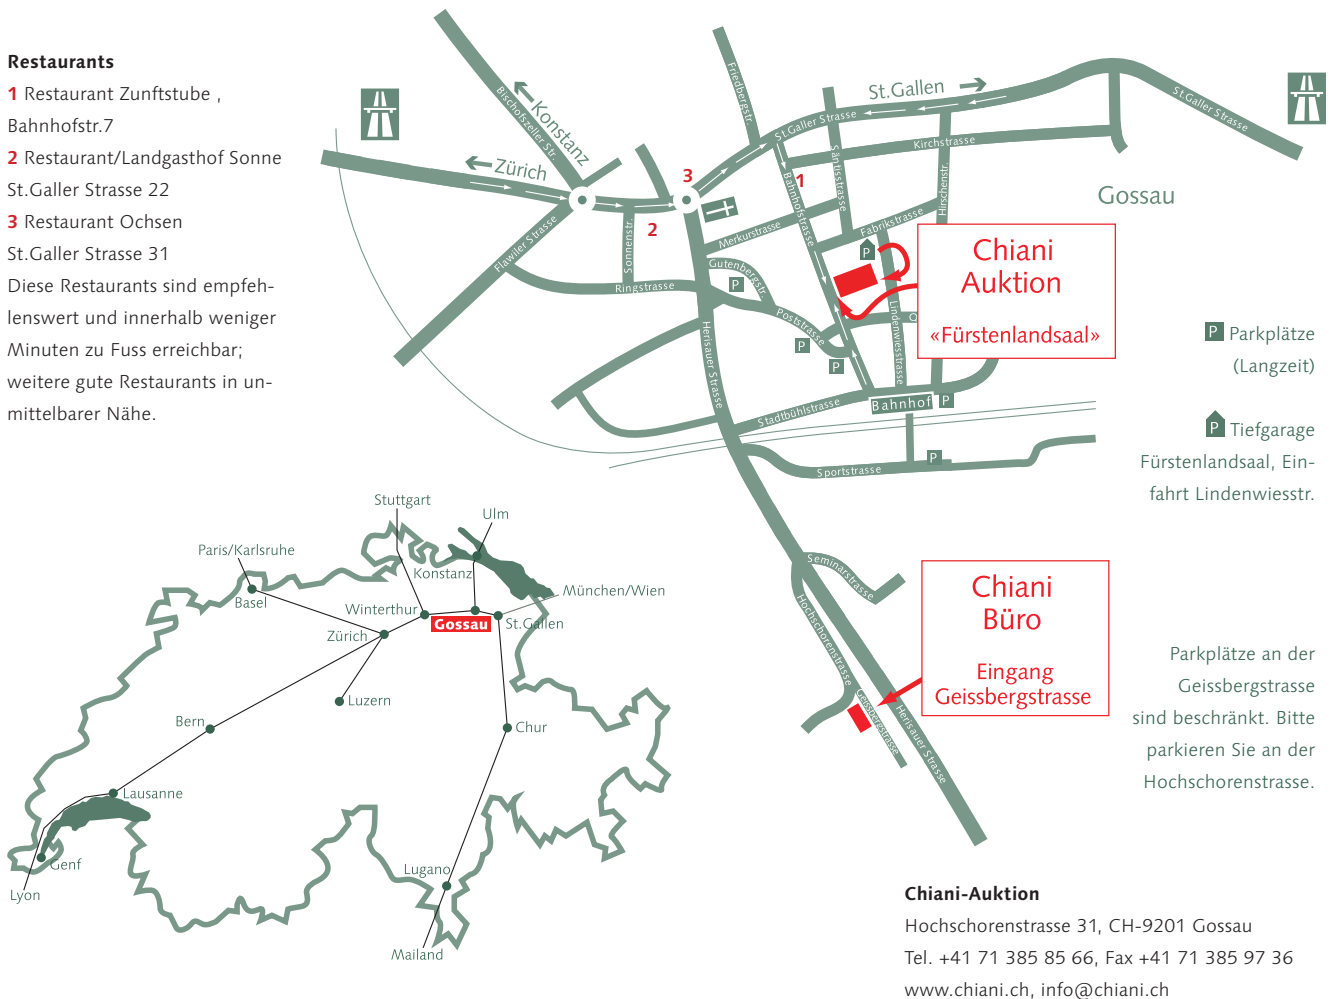 Restaurants
1 Restaurant Zunftstube ,
Bahnhofstr.7
2 Restaurant/Landgasthof Sonne
St.Galler Strasse 22
3 Restaurant Ochsen
St.Galler Strasse 31
Diese Restaurants sind empfeh-
lenswert und innerhalb weniger
Minuten zu Fuss erreichbar;
weitere gute Restaurants in un-
mittelbarer Nähe.
Konstanz
Bischofszeller Str.
Zürich
Friedbergstr.
St.Gallen
St.Galler Strasse
St.Galler Strasse
Kirchstrasse
Säntisstrasse
Hirschenstr.
Bahnhofstrasse
1
2
3
Gossau
Flawiler Strasse
Sonnenstr.
Ringstrasse
Merkurstrasse
Gutenbergstr.
Fabrikstrasse
P
P
P
P
P
P
Poststrasse
Lindenwiesstr.
Herisauer Strasse
Stadtbühlstrasse
Bahnhof
Sportstrasse
Chiani
Auktion
«Fürstenlandsaal»
P Parkplätze
(Langzeit)
P Tiefgarage
Fürstenlandsaal, Ein-
fahrt Lindenwiesstr.
Seminarstrasse
Hochschorenstrasse
Geissbergstrasse
Herisauer Strasse
Chiani
Büro
Eingang
Geissbergstrasse
Parkplätze an der
Geissbergstrasse
sind beschränkt. Bitte
parkieren Sie an der
Hochschorenstrasse.
Stuttgart
Ulm
Paris/Karlsruhe
Konstanz
Basel
München/Wien
Winterthur
Gossau
St.Gallen
Zürich
Luzern
Bern
Chur
Lausanne
Genf
Lyon
Lugano
Mailand
Chiani-Auktion
Hochschorenstrasse 31, CH-9201 Gossau
Tel. +41 71 385 85 66, Fax +41 71 385 97 36
www.chiani.ch, info@chiani.ch